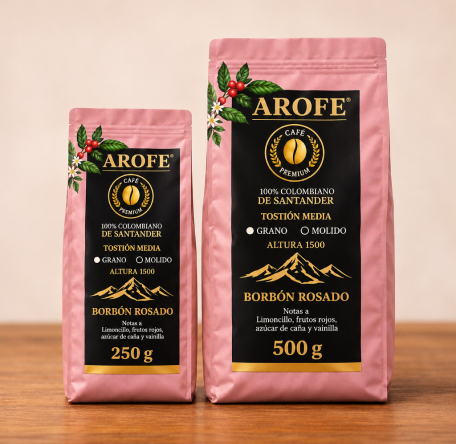 AROFE®
CAFÉ
PREMIUM
100% COLOMBIANO
DE SANTANDER
TOSTIÓN MEDIA
GRANO MOLIDO
ALTURA 1500
BORBÓN ROSADO
Notas a
Limoncillo, frutos rojos,
azúcar de caña y vainilla
250 g
AROFE®
CAFÉ
PREMIUM
100% COLOMBIANO
DE SANTANDER
TOSTIÓN MEDIA
GRANO MOLIDO
ALTURA 1500
BORBÓN ROSADO
Notas a
Limoncillo, frutos rojos,
azúcar de caña y vainilla
500 g